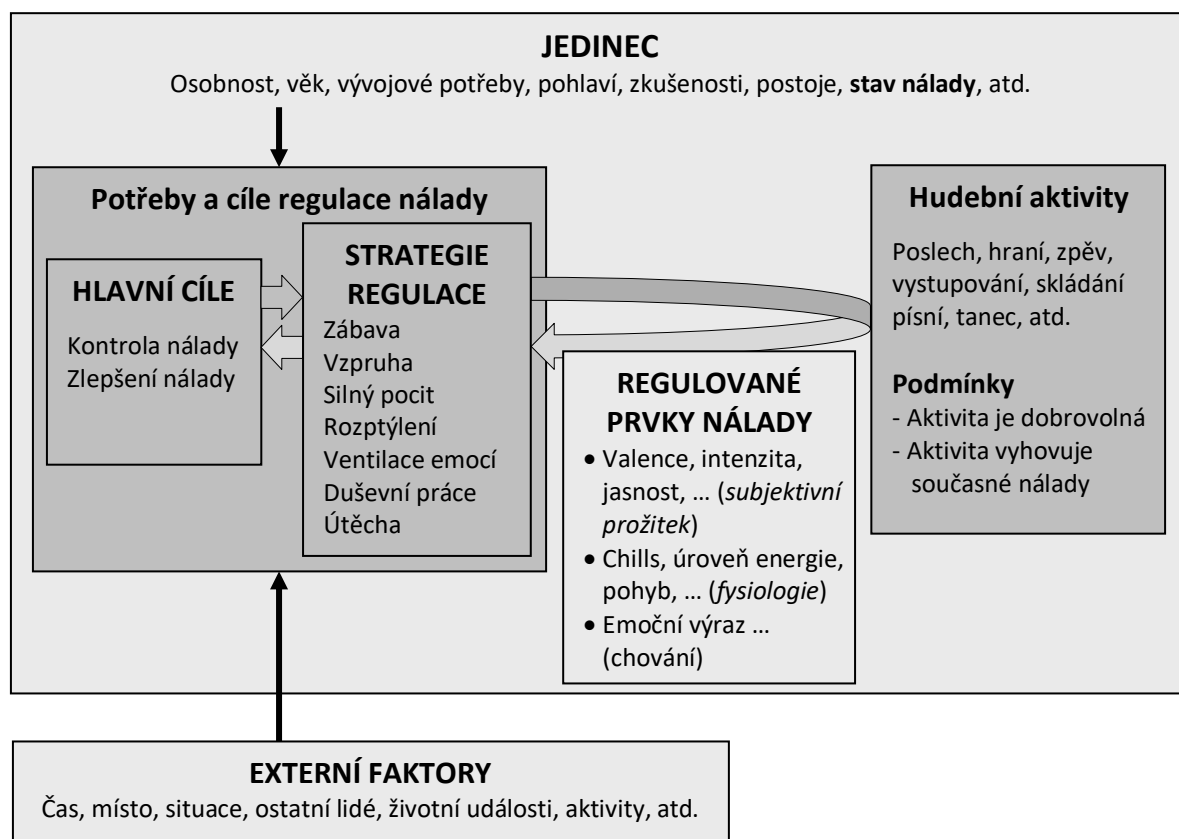 JEDINEC
Osobnost, věk, vývojové potřeby, pohlaví, zkušenosti, postoje, stav nálady, atd.
Potřeby a cíle regulace nálady
HLAVNÍ CÍLE
Kontrola nálady
Zlepšení nálady
STRATEGIE
REGULACE
Zábava
Vzpruha
Silný pocit
Rozptýlení
Ventilace emocí
Duševní práce
Útěcha
REGULOVANÉ
PRVKY NÁLADY
• Valence, intenzita,
jasnost, … (subjektivní
prožitek)
• Chills, úroveň energie,
pohyb, … (fysiologie)
• Emoční výraz …
(chování)
Hudební aktivity
Poslech, hraní, zpěv,
vystupování, skládání
písní, tanec, atd.
Podmínky
- Aktivita je dobrovolná
- Aktivita vyhovuje
současné nálady
EXTERNÍ FAKTORY
Čas, místo, situace, ostatní lidé, životní události, aktivity, atd.